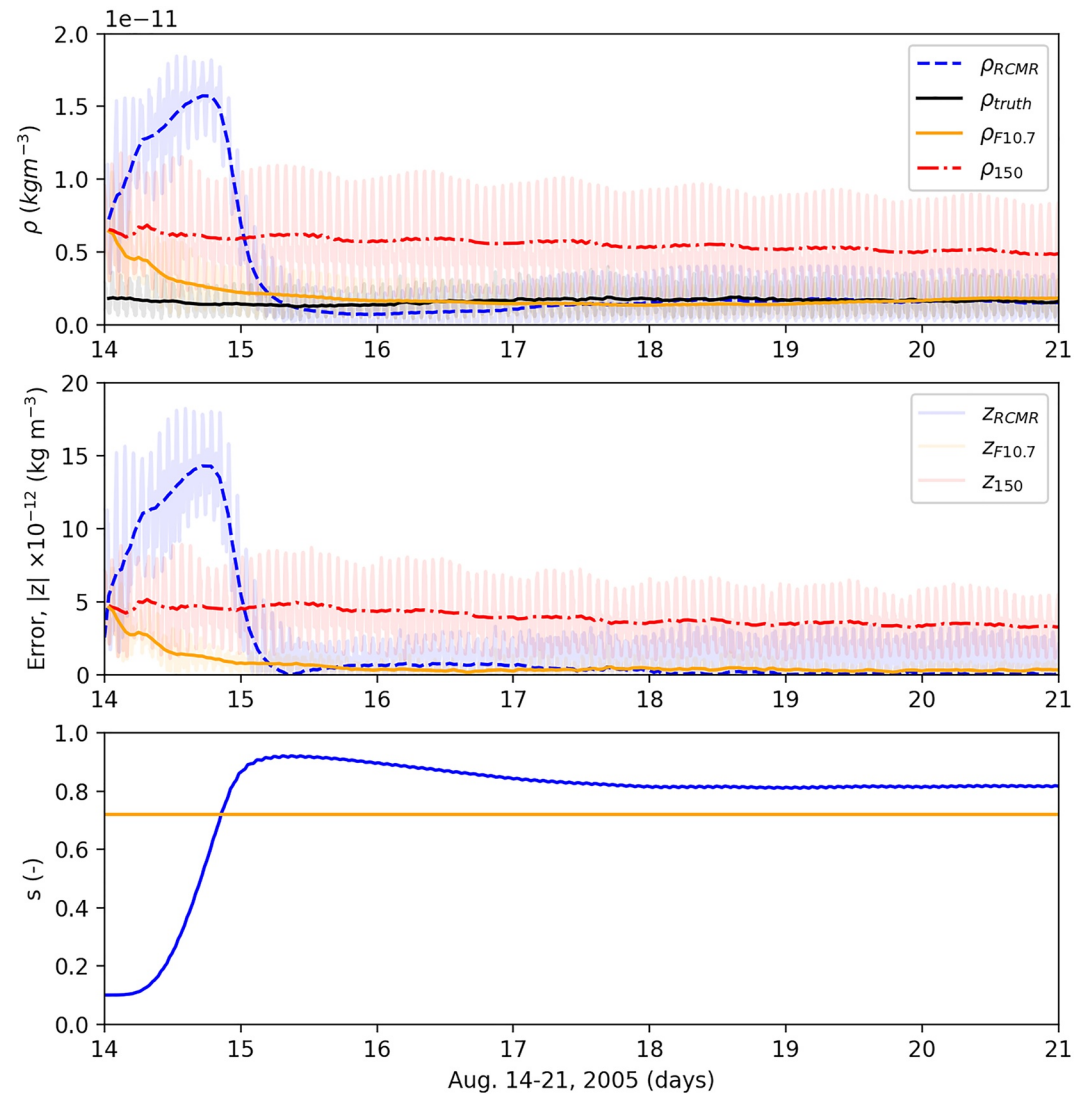 1e−11
ρ (kgm⁻³)
2.0
1.5
1.0
0.5
0.0
ρRCMR
ρtruth
ρF10.7
ρ150
14 15 16 17 18 19 20 21
Error, |z| ×10⁻¹² (kg m⁻³)
20
15
10
5
0
zRCMR
zF10.7
z150
14 15 16 17 18 19 20 21
s (-)
1.0
0.8
0.6
0.4
0.2
0.0
14 15 16 17 18 19 20 21
Aug. 14-21, 2005 (days)